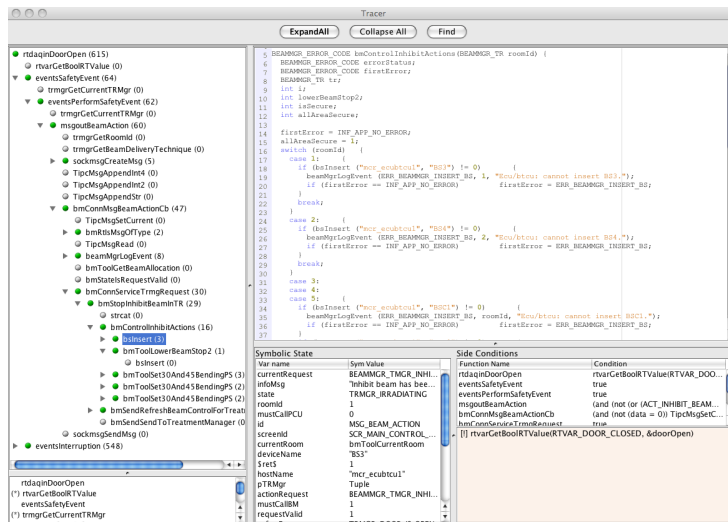 Tracer
ExpandAll
Collapse All
Find
rtdaqinDoorOpen (615)
rtvarGetBoolRTValue (0)
eventsSafetyEvent (64)
trmgrGetCurrentTRMgr (0)
eventsPerformSafetyEvent (62)
trmgrGetCurrentTRMgr (0)
msgoutBeamAction (60)
trmgrGetRoomId (0)
trmgrGetBeamDeliveryTechnique (0)
sockmsgCreateMsg (5)
TipcMsgAppendInt4 (0)
TipcMsgAppendInt2 (0)
TipcMsgAppendStr (0)
bmConnMsgBeamActionCb (47)
TipcMsgSetCurrent (0)
bmRtlsMsgOfType (2)
TipcMsgRead (0)
beamMgrLogEvent (8)
bmToolGetBeamAllocation (0)
bmStateIsRequestValid (0)
bmConnServiceTrmgRequest (30)
bmStopInhibitBeamInTR (29)
strcat (0)
bmControlInhibitActions (16)
bsInsert (3)
bmToolLowerBeamStop2 (1)
bsInsert (0)
bmToolSet30And45BendingPS (3)
bmToolSet30And45BendingPS (2)
bmToolSet30And45BendingPS (2)
bmSendRefreshBeamControlForTreatm
bmSendSendToTreatmentManager (0
sockmsgSendMsg (0)
eventsInterruption (548)
rtdaqinDoorOpen
(*) rtvarGetBoolRTValue
eventsSafetyEvent
(*) trmgrGetCurrentTRMgr
5 BEAMMGR_ERROR_CODE bmControlInhibitActions(BEAMMGR_TR roomId) {
6 BEAMMGR_ERROR_CODE errorStatus;
7 BEAMMGR_ERROR_CODE firstError;
8 BEAMMGR_TR tr;
9 int i;
10 int lowerBeamStop2;
11 int isSecure;
12 int allAreaSecure;
13
14 firstError = INF_APP_NO_ERROR;
15 allAreaSecure = 1;
16 switch (roomId) {
17 case 1: {
18 if (bsInsert ("mcr_ecubtcu1", "BS3") != 0) {
19 beamMgrLogEvent (ERR_BEAMMGR_INSERT_BS, 1, "Ecu/btcu: cannot insert BS3.");
20 if (firstError == INF_APP_NO_ERROR) firstError = ERR_BEAMMGR_INSERT_BS;
21 }
22 break;
23 }
24 case 2: {
25 if (bsInsert ("mcr_ecubtcu1", "BS4") != 0) {
26 beamMgrLogEvent (ERR_BEAMMGR_INSERT_BS, 2, "Ecu/btcu: cannot insert BS4.");
27 if (firstError == INF_APP_NO_ERROR) firstError = ERR_BEAMMGR_INSERT_BS;
28 }
29 break;
30 }
31 case 3:
32 case 4:
33 case 5: {
34 if (bsInsert ("mcr_ecubtcu1", "BSC1") != 0) {
35 beamMgrLogEvent (ERR_BEAMMGR_INSERT_BS, roomId, "Ecu/btcu: cannot insert BSC1.");
36 if (firstError == INF_APP_NO_ERROR) firstError = ERR_BEAMMGR_INSERT_BS;
37 }
Symbolic State
Var name Sym Value
currentRequest BEAMMGR_TMGR_INHI...
infoMsg "Inhibit beam has bee...
state TRMGR_IRRADIATING
roomId 1
mustCallPCU 0
id MSG_BEAM_ACTION
screenId SCR_MAIN_CONTROL_...
currentRoom bmToolCurrentRoom
deviceName "BS3"
$ret$ 1
hostName "mcr_ecubtcu1"
pTRMgr Tuple
actionRequest BEAMMGR_TMGR_INHI...
mustCallBM 1
requestValid 1
Side Conditions
Function Name Condition
rtdaqinDoorOpen rtvarGetBoolRTValue(RTVAR_DOO...
eventsSafetyEvent true
eventsPerformSafetyEvent true
msgoutBeamAction (and (not (or (ACT_INHIBIT_BEAM...
bmConnMsgBeamActionCb (and (not (data = 0)) TipcMsgSetC...
bmConnServiceTrmgRequest true
[!] rtvarGetBoolRTValue(RTVAR_DOOR_CLOSED, &doorOpen)